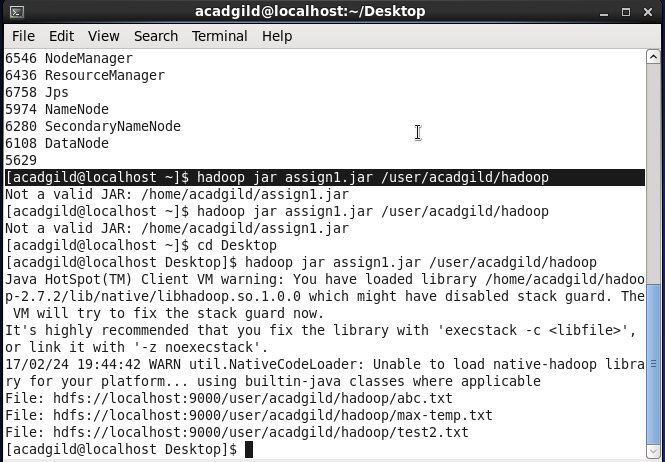 acadgild@localhost:~/Desktop
File Edit View Search Terminal Help
6546 NodeManager
6436 ResourceManager
6758 Jps
5974 NameNode
6280 SecondaryNameNode
6108 DataNode
5629
[acadgild@localhost ~]$ hadoop jar assign1.jar /user/acadgild/hadoop
Not a valid JAR: /home/acadgild/assign1.jar
[acadgild@localhost ~]$ hadoop jar assign1.jar /user/acadgild/hadoop
Not a valid JAR: /home/acadgild/assign1.jar
[acadgild@localhost ~]$ cd Desktop
[acadgild@localhost Desktop]$ hadoop jar assign1.jar /user/acadgild/hadoop
Java HotSpot(TM) Client VM warning: You have loaded library /home/acadgild/hadoo
p-2.7.2/lib/native/libhadoop.so.1.0.0 which might have disabled stack guard. The
 VM will try to fix the stack guard now.
It's highly recommended that you fix the library with 'execstack -c <libfile>',
or link it with '-z noexecstack'.
17/02/24 19:44:42 WARN util.NativeCodeLoader: Unable to load native-hadoop libra
ry for your platform... using builtin-java classes where applicable
File: hdfs://localhost:9000/user/acadgild/hadoop/abc.txt
File: hdfs://localhost:9000/user/acadgild/hadoop/max-temp.txt
File: hdfs://localhost:9000/user/acadgild/hadoop/test2.txt
[acadgild@localhost Desktop]$